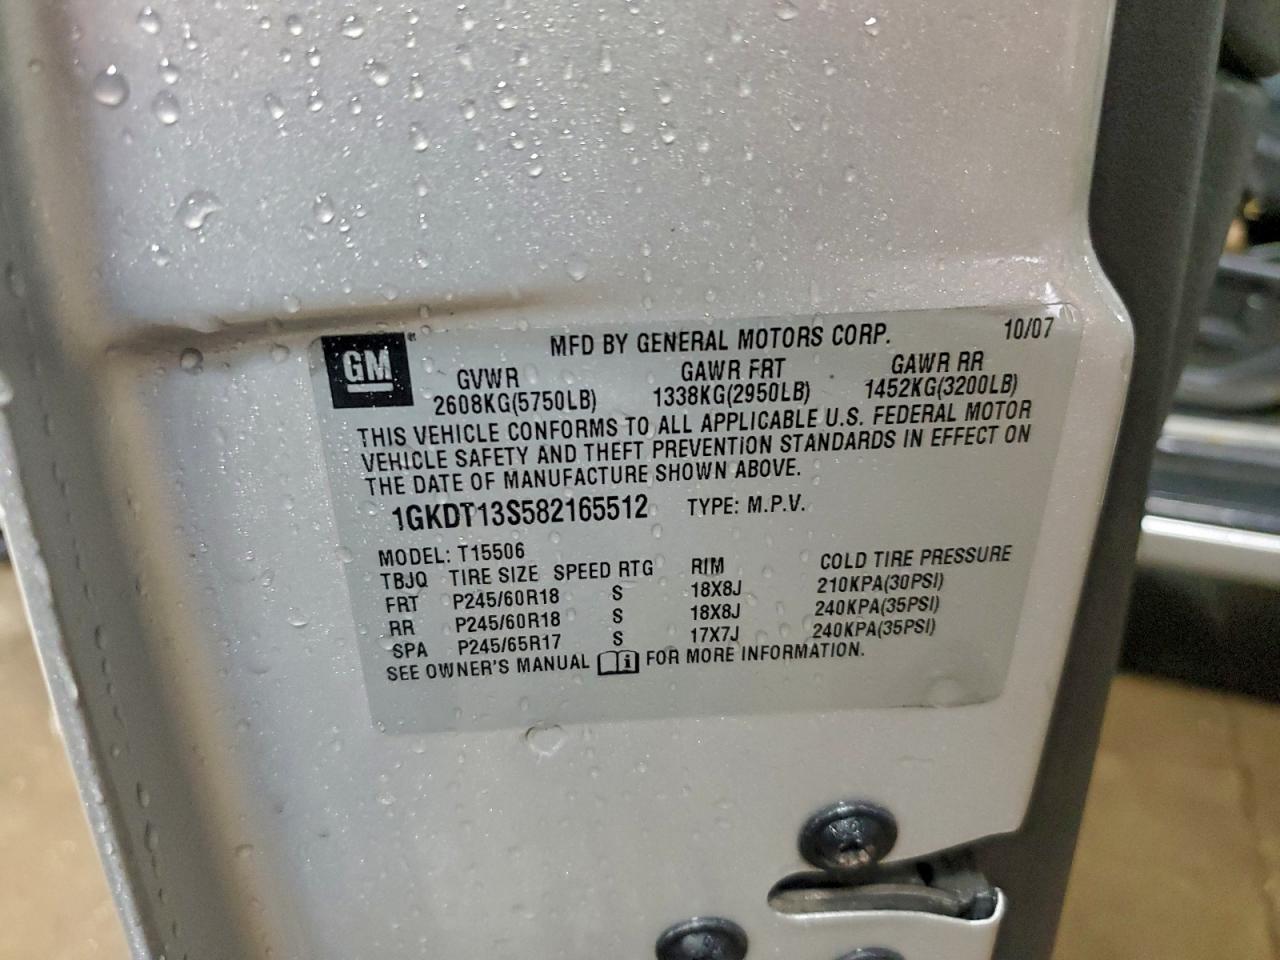 GM
MFD BY GENERAL MOTORS CORP. 10/07
GVWR GAWR FRT GAWR RR
2608KG(5750LB) 1338KG(2950LB) 1452KG(3200LB)
THIS VEHICLE CONFORMS TO ALL APPLICABLE U.S. FEDERAL MOTOR
VEHICLE SAFETY AND THEFT PREVENTION STANDARDS IN EFFECT ON
THE DATE OF MANUFACTURE SHOWN ABOVE.
1GKDT13S582165512 TYPE: M.P.V.
MODEL: T15506
TBJQ TIRE SIZE SPEED RTG RIM COLD TIRE PRESSURE
FRT P245/60R18 S 18X8J 210KPA(30PSI)
RR P245/60R18 S 18X8J 240KPA(35PSI)
SPA P245/65R17 S 17X7J 240KPA(35PSI)
SEE OWNER'S MANUAL FOR MORE INFORMATION.